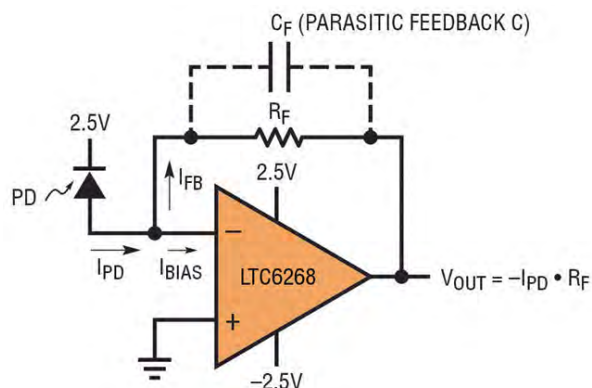 CF (PARASITIC FEEDBACK C)
RF
2.5V
IFB
2.5V
PD
–
IPD
IBIAS
LTC6268
VOUT = –IPD • RF
+
–2.5V